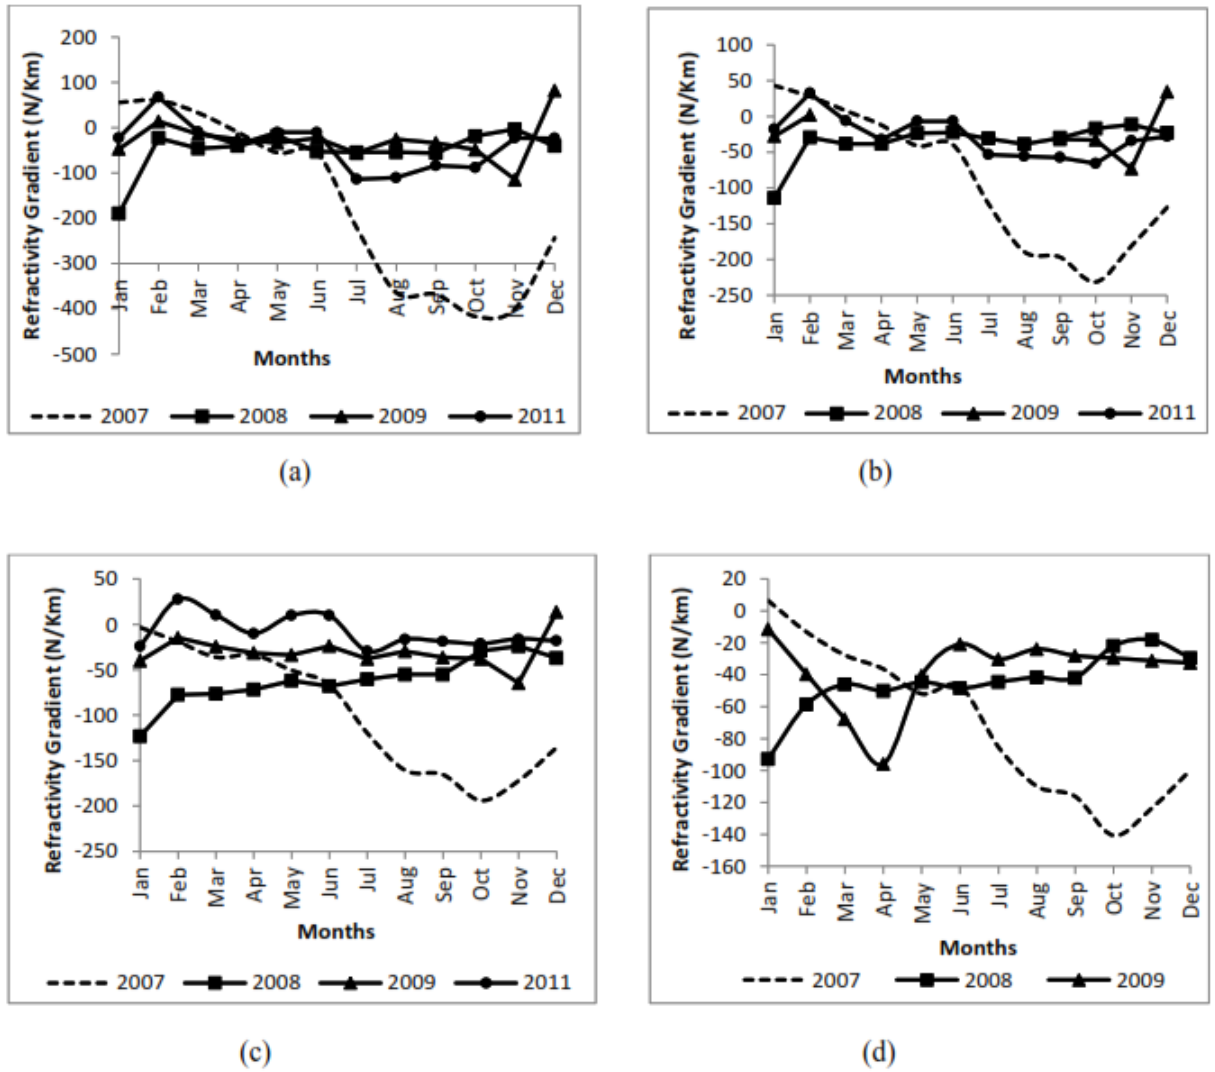 200
100
0
-100
-200
-300
-400
-500
Refractivity Gradient (N/Km)
Jan Feb Mar Apr May Jun Jul Aug Sep Oct Nov Dec
Months
2007 2008 2009 2011
(a)
100
50
0
-50
-100
-150
-200
-250
Refractivity Gradient (N/Km)
Jan Feb Mar Apr May Jun Jul Aug Sep Oct Nov Dec
Months
2007 2008 2009 2011
(b)
50
0
-50
-100
-150
-200
-250
Refractivity Gradient (N/Km)
Jan Feb Mar Apr May Jun Jul Aug Sep Oct Nov Dec
Months
2007 2008 2009 2011
(c)
20
0
-20
-40
-60
-80
-100
-120
-140
-160
Refractivity Gradient (N/km)
Jan Feb Mar Apr May Jun Jul Aug Sep Oct Nov Dec
Months
2007 2008 2009
(d)